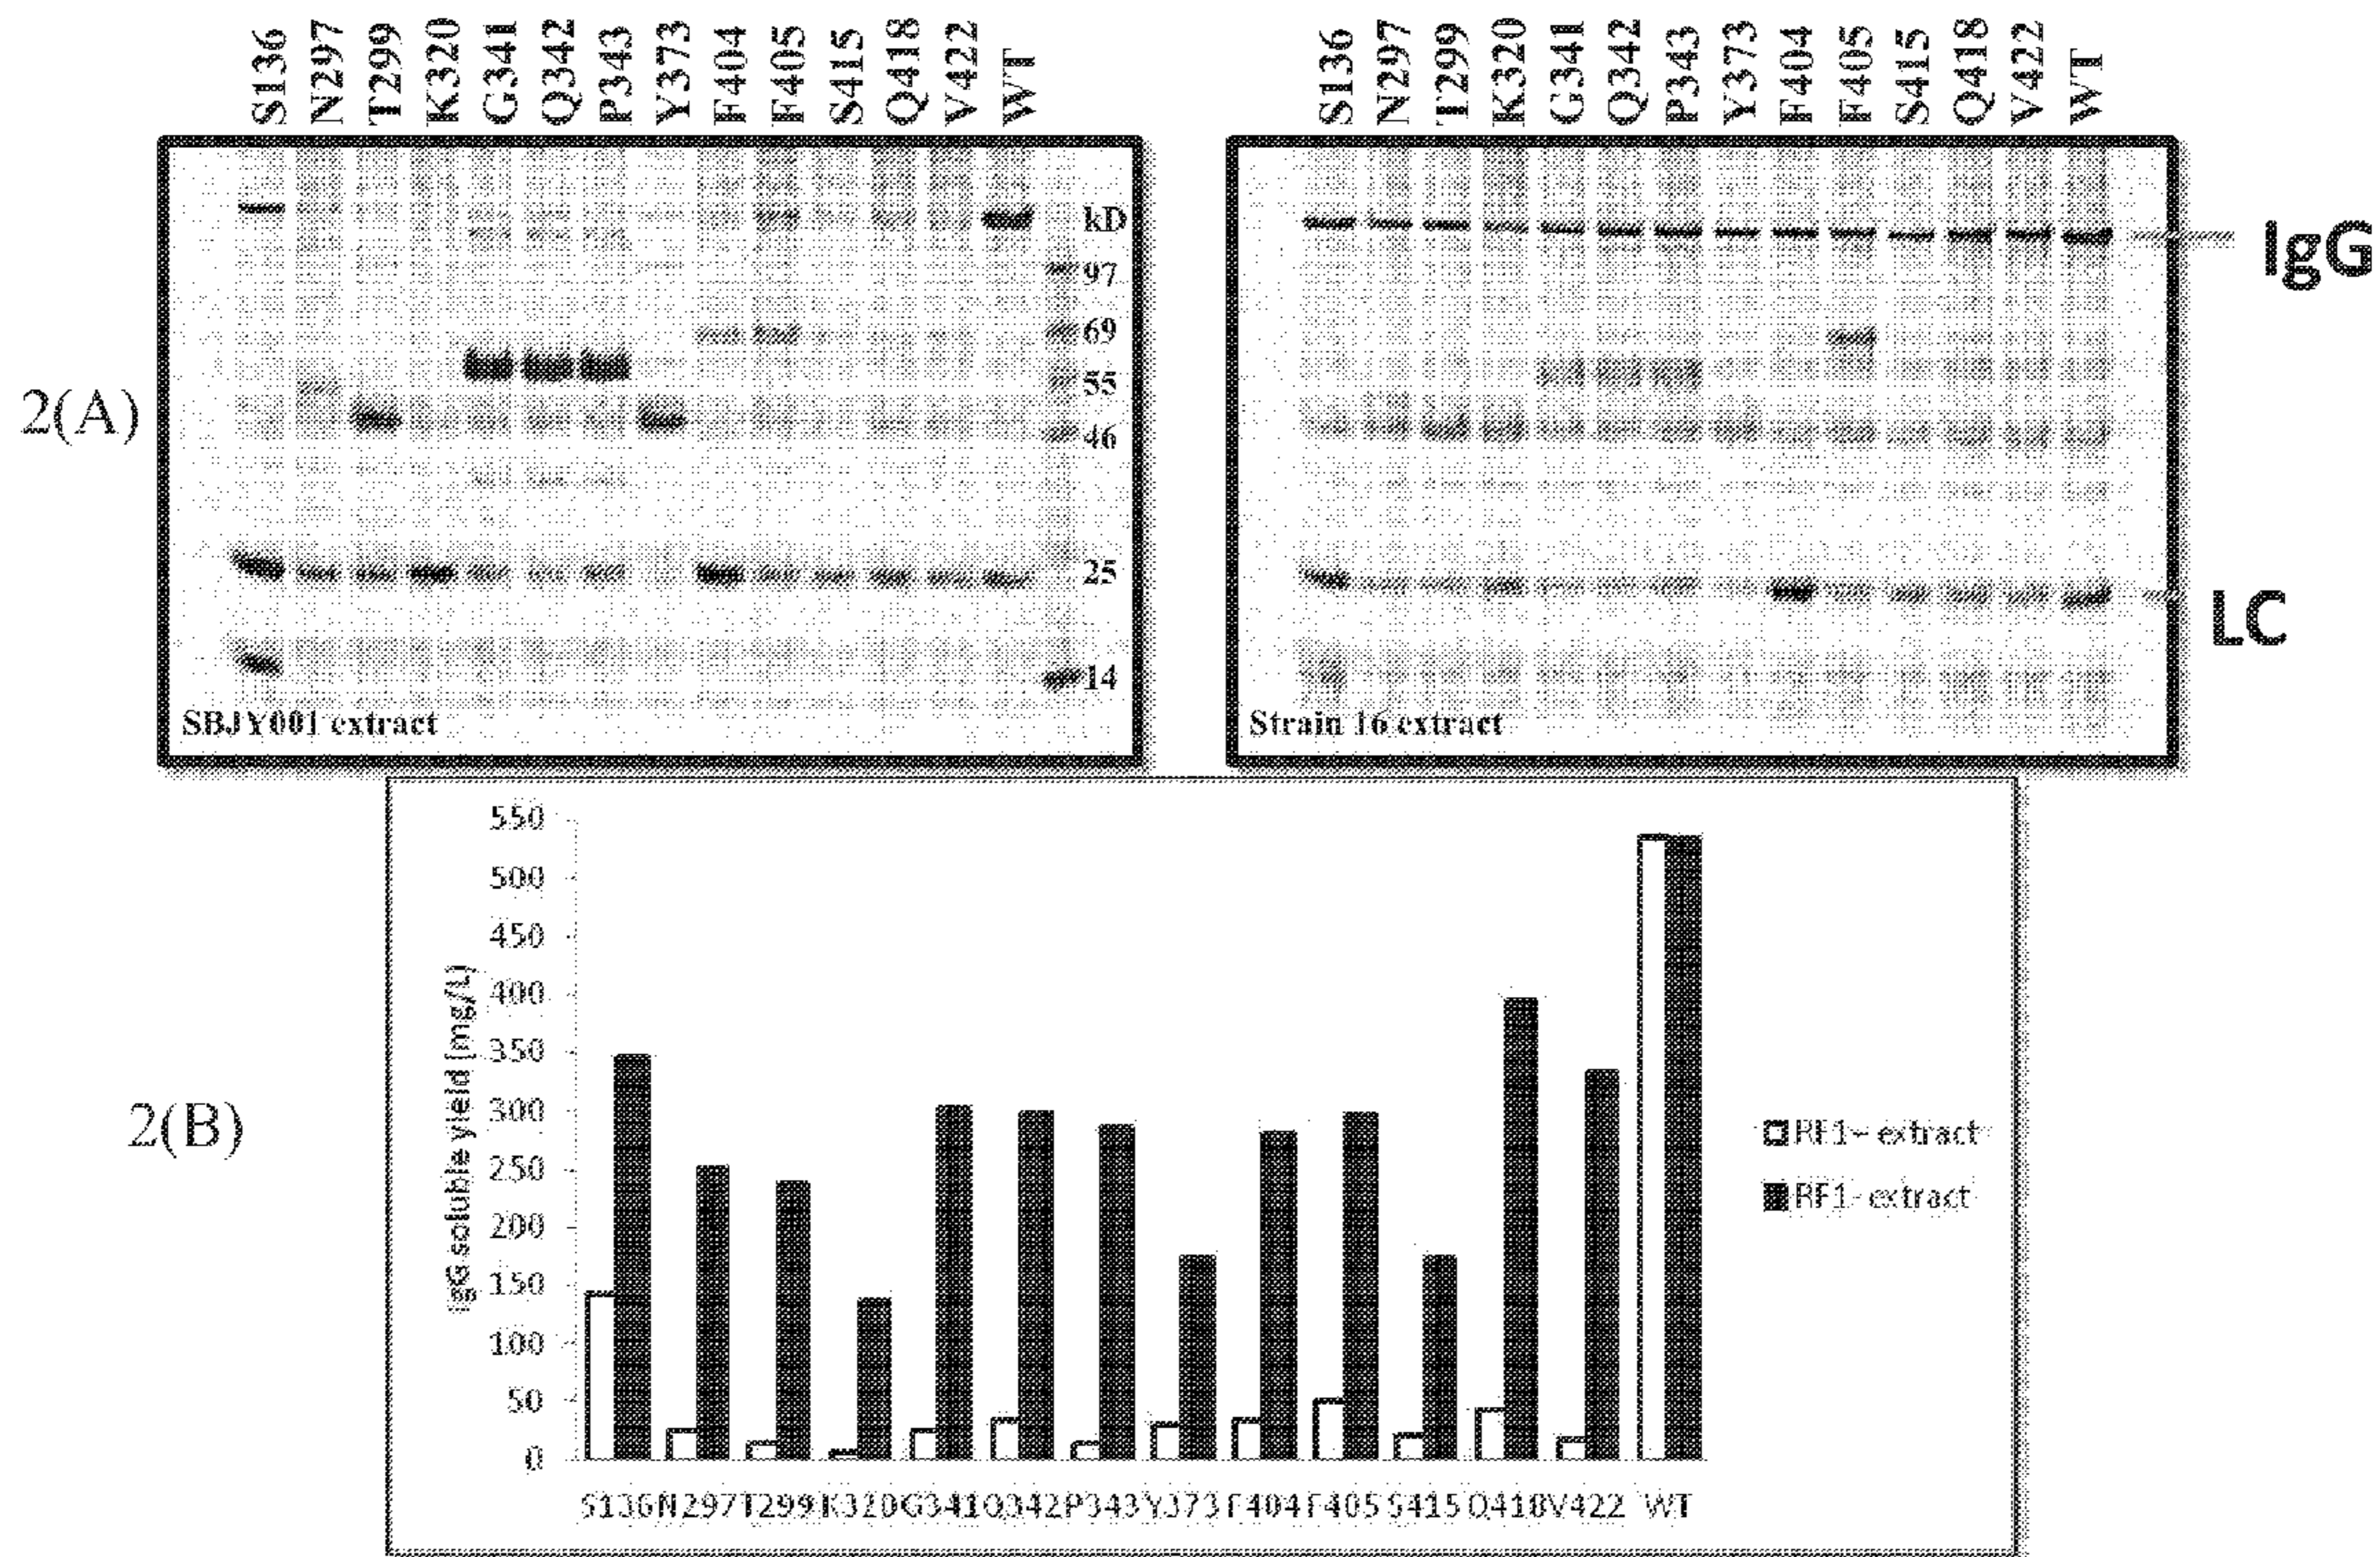 S136 N297 T299 K320 G341 Q342 P343 Y373 F404 F405 S415 Q418 V422 WT
S136 N297 T299 K320 G341 Q342 P343 Y373 F404 F405 S415 Q418 V422 WT
kD
97
69
55
46
25
14
SBJY001 extract
Strain 16 extract
IgG
LC
2(A)
2(B)
IgG soluble yield [mg/L]
550
500
450
400
350
300
250
200
150
100
50
0
S136 N297 T299 K320 G341 Q342 P343 Y373 F404 F405 S415 Q418 V422 WT
RF1+ extract
RF1- extract